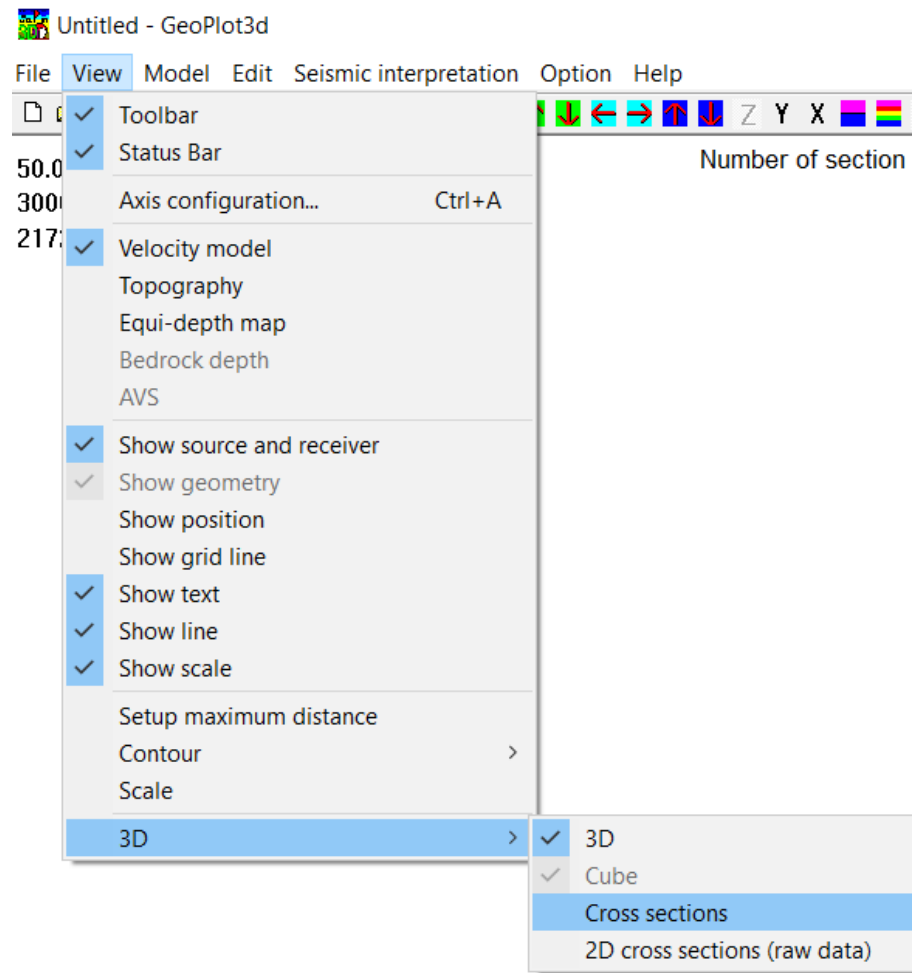 Untitled - GeoPlot3d
File View Model Edit Seismic interpretation Option Help
Z Y X
Number of section
50.0
300
217
Toolbar
Status Bar
Axis configuration... Ctrl+A
Velocity model
Topography
Equi-depth map
Bedrock depth
AVS
Show source and receiver
Show geometry
Show position
Show grid line
Show text
Show line
Show scale
Setup maximum distance
Contour
Scale
3D
3D
Cube
Cross sections
2D cross sections (raw data)